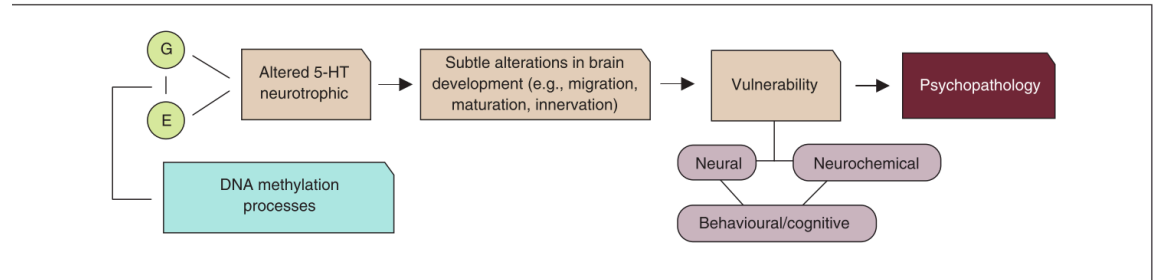 G
E
Altered 5-HT
neurotrophic
Subtle alterations in brain
development (e.g., migration,
maturation, innervation)
Vulnerability
Psychopathology
Neural
Neurochemical
Behavioural/cognitive
DNA methylation
processes